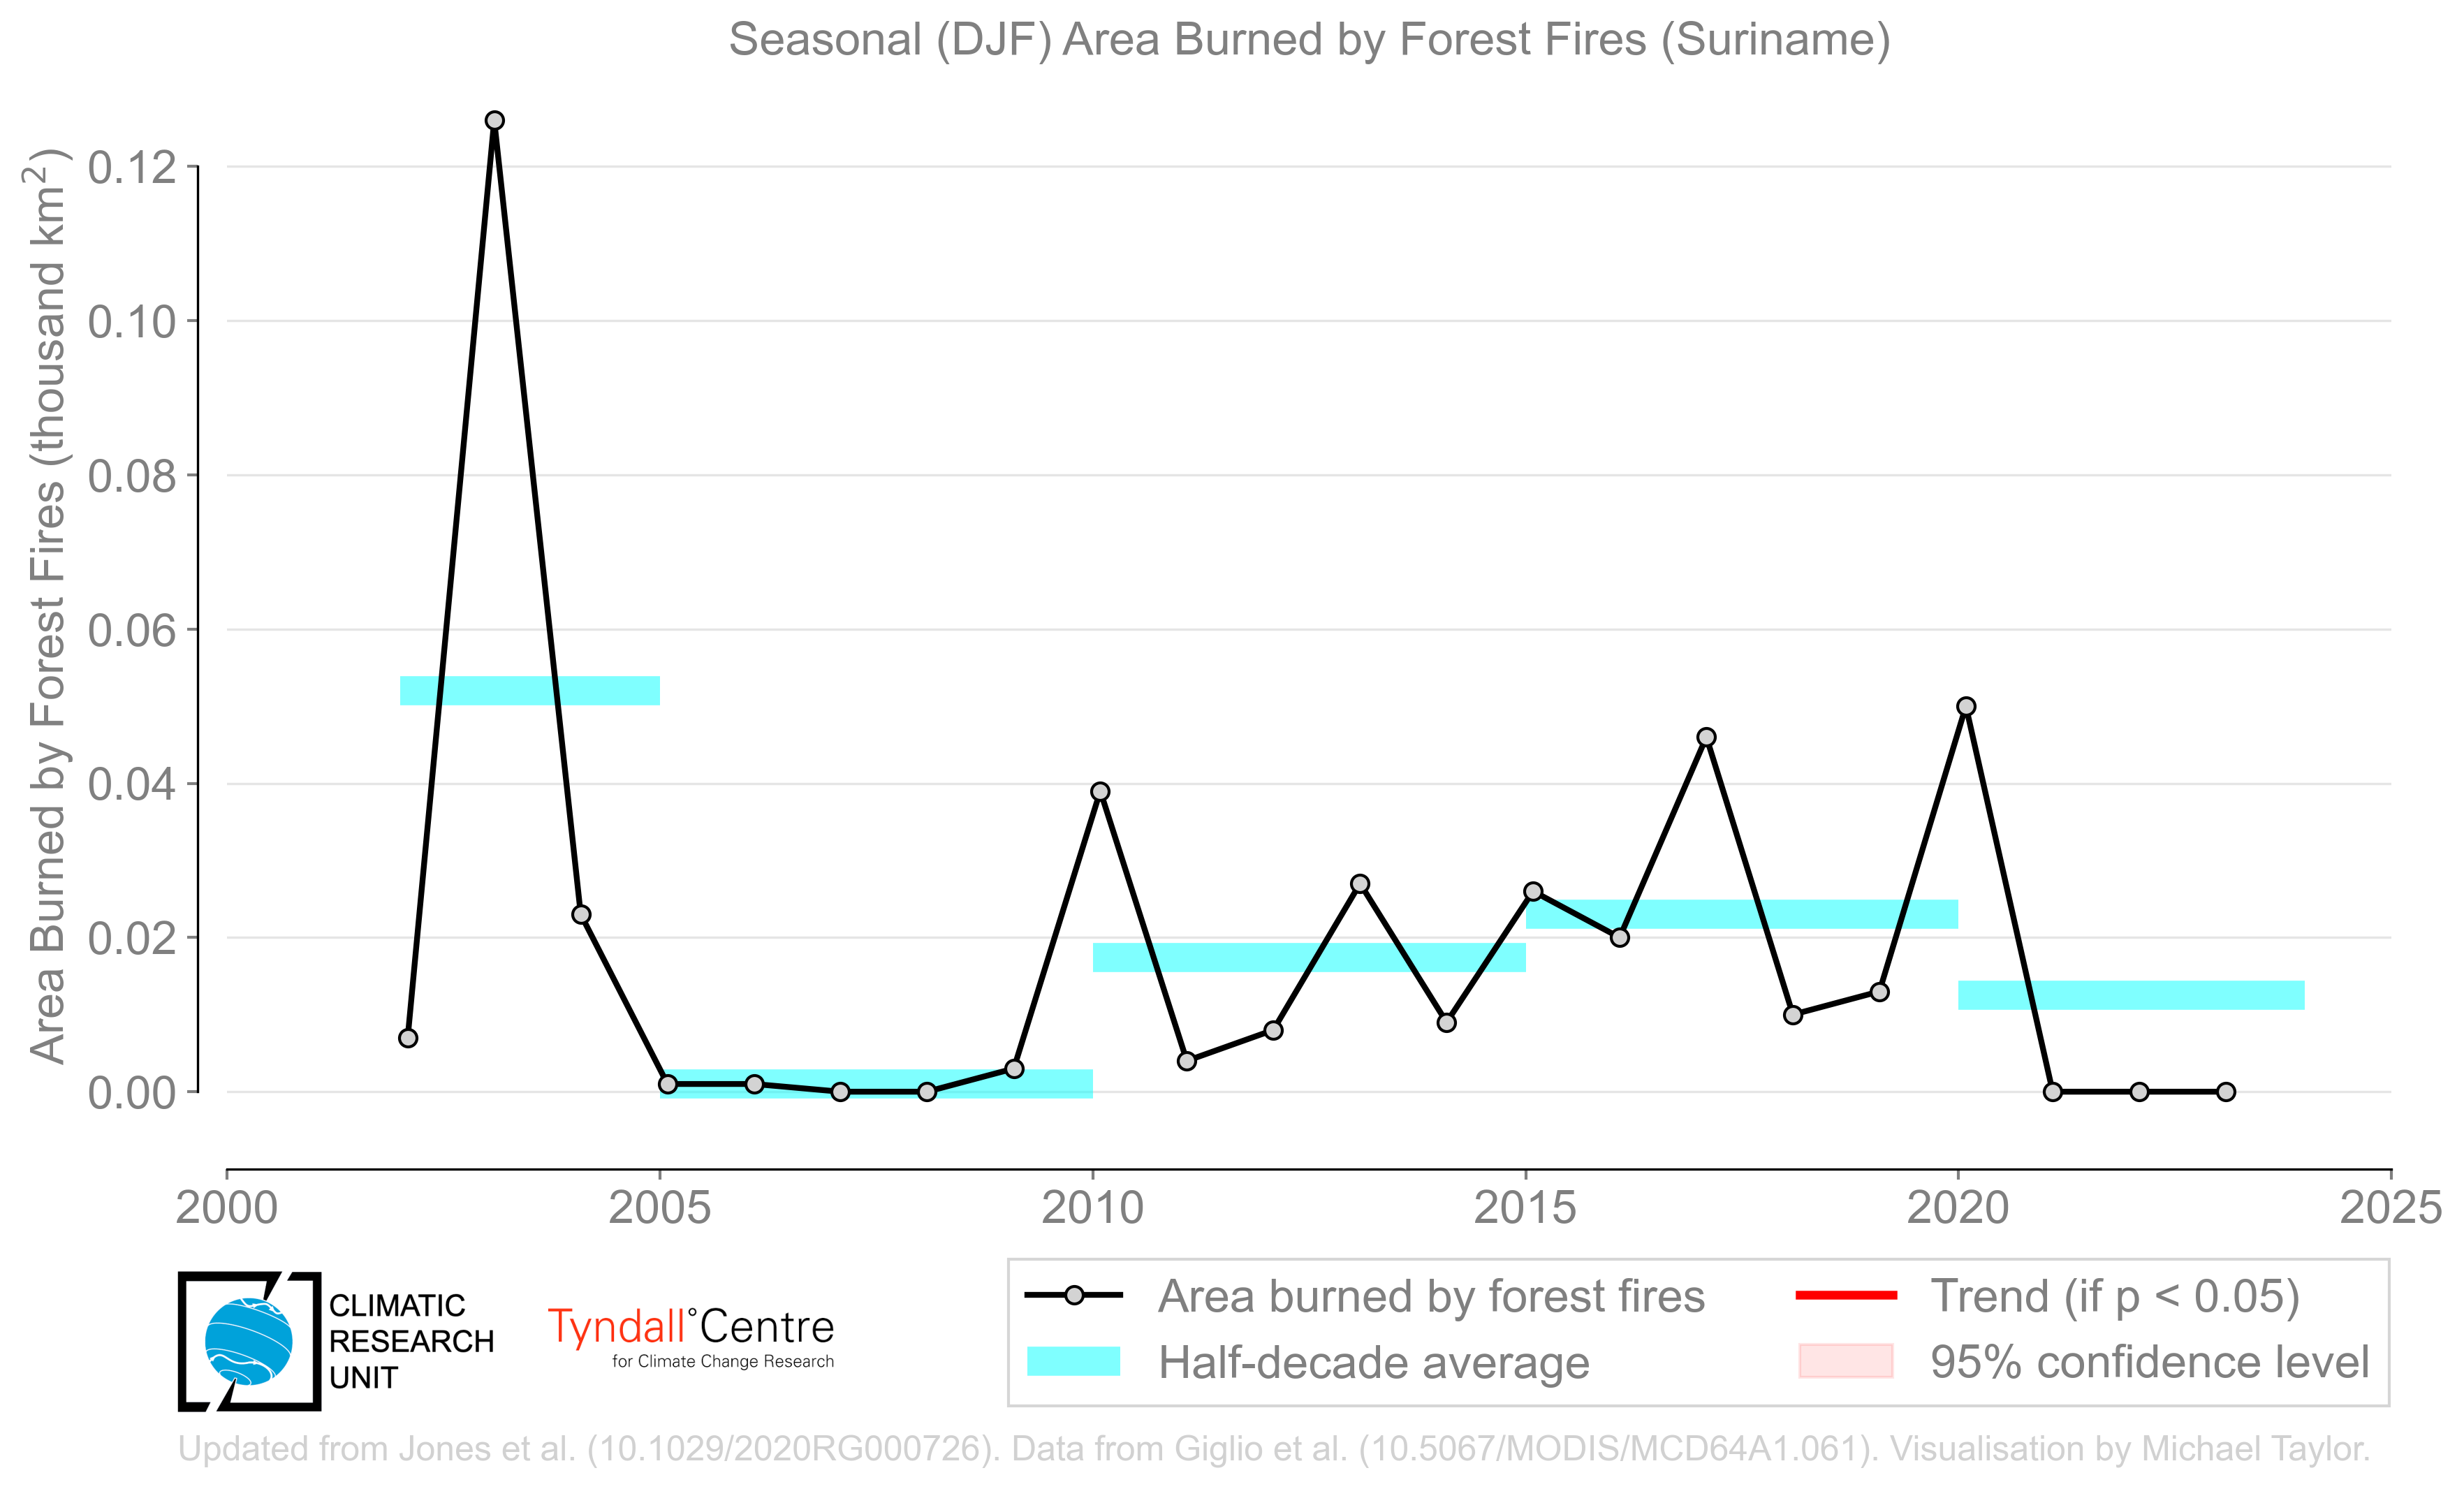 Seasonal (DJF) Area Burned by Forest Fires (Suriname)
Area Burned by Forest Fires (thousand km²)
0.12
0.10
0.08
0.06
0.04
0.02
0.00
2000 2005 2010 2015 2020 2025
CLIMATIC
RESEARCH
UNIT
Tyndall°Centre
for Climate Change Research
Area burned by forest fires
Half-decade average
Trend (if p < 0.05)
95% confidence level
Updated from Jones et al. (10.1029/2020RG000726). Data from Giglio et al. (10.5067/MODIS/MCD64A1.061). Visualisation by Michael Taylor.